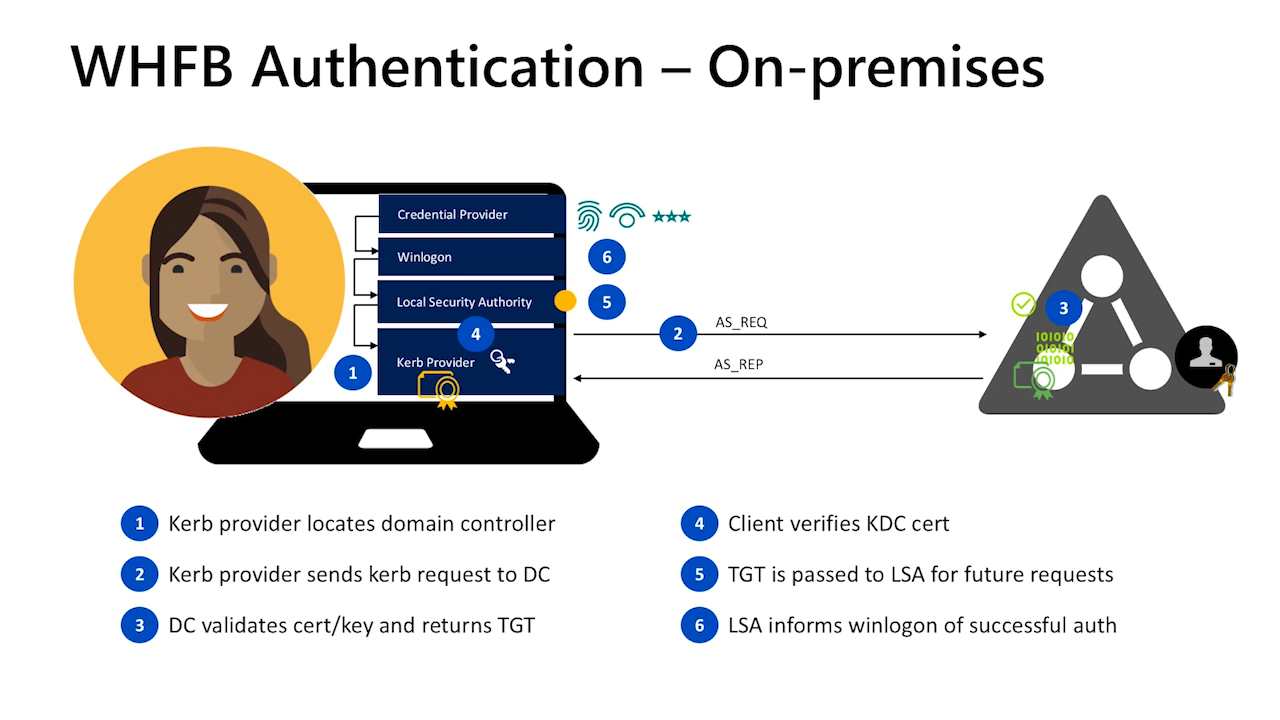 WHFB Authentication – On-premises
Credential Provider
Winlogon
6
Local Security Authority
5
4
Kerb Provider
1
2
AS_REQ
AS_REP
3
101010
010101
101010
1 Kerb provider locates domain controller
2 Kerb provider sends kerb request to DC
3 DC validates cert/key and returns TGT
4 Client verifies KDC cert
5 TGT is passed to LSA for future requests
6 LSA informs winlogon of successful auth